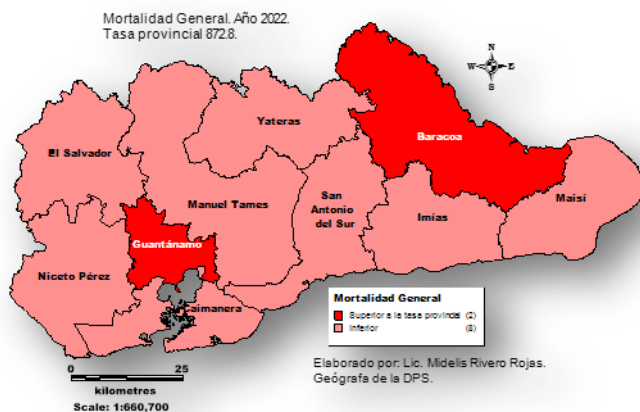 Mortalidad General. Año 2022.
Tasa provincial 872.8.
N
W E
S
Yateras
Baracoa
El Salvador
Maisí
Manuel Tames
San
Antonio
del Sur
Imías
Guantánamo
Niceto Pérez
Caimanera
Mortalidad General
Superior a la tasa provincial (2)
Inferior (8)
0 25
kilometres
Scale: 1:660,700
Elaborado por: Lic. Midelis Rivero Rojas.
Geógrafa de la DPS.